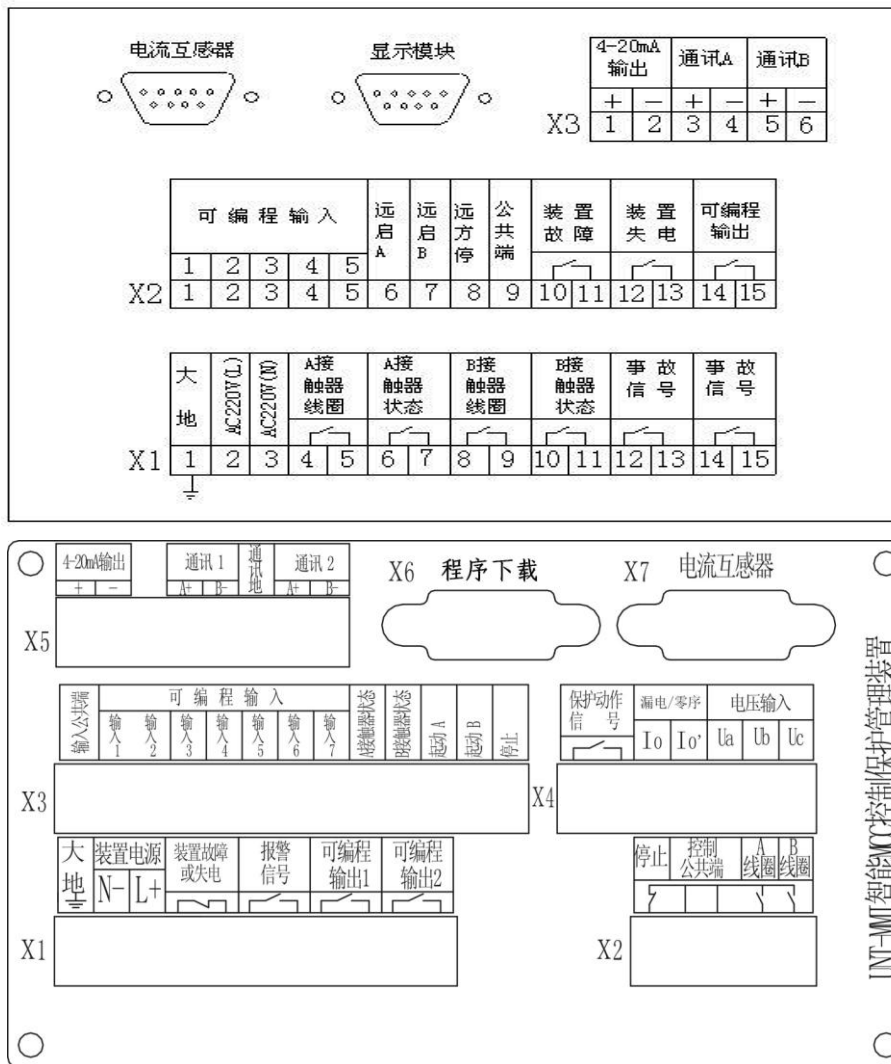 电流互感器
显示模块
4-20mA 输出 通讯A 通讯B
+ - + - + -
X3 1 2 3 4 5 6
可编程输入 远启A 远启B 远方停 公共端 装置故障 装置失电 可编程输出
1 2 3 4 5
X2 1 2 3 4 5 6 7 8 9 10 11 12 13 14 15
大地 AC220V(L) AC220V(N) A接触器线圈 A接触器状态 B接触器线圈 B接触器状态 事故信号 事故信号
X1 1 2 3 4 5 6 7 8 9 10 11 12 13 14 15
4-20mA输出 通讯1 通讯地 通讯2
+ - A+ B- A+ B-
X5
X6 程序下载
X7 电流互感器
输入公共端 可编程输入 A接触器状态 B接触器状态 起动A 起动B 停止
输入1 输入2 输入3 输入4 输入5 输入6 输入7
X3
保护动作信号 漏电/零序 电压输入
Io Io' Ua Ub Uc
X4
大地 装置电源 装置故障或失电 报警信号 可编程输出1 可编程输出2
N- L+
X1
停止 控制公共端 A线圈 B线圈
X2
UNT-MMI智能MCC控制保护管理装置